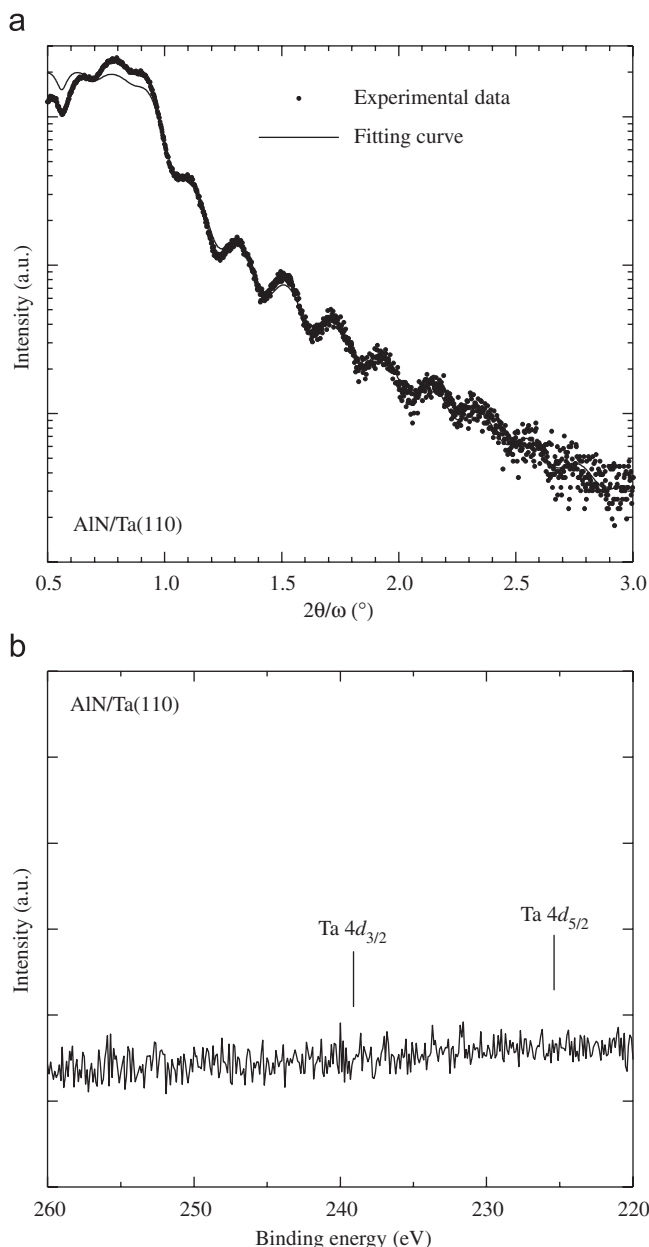 a
Experimental data
Fitting curve
Intensity (a.u.)
AlN/Ta(110)
0.5 1.0 1.5 2.0 2.5 3.0
2θ/ω (°)
b
AlN/Ta(110)
Ta 4d3/2
Ta 4d5/2
Intensity (a.u.)
260 250 240 230 220
Binding energy (eV)